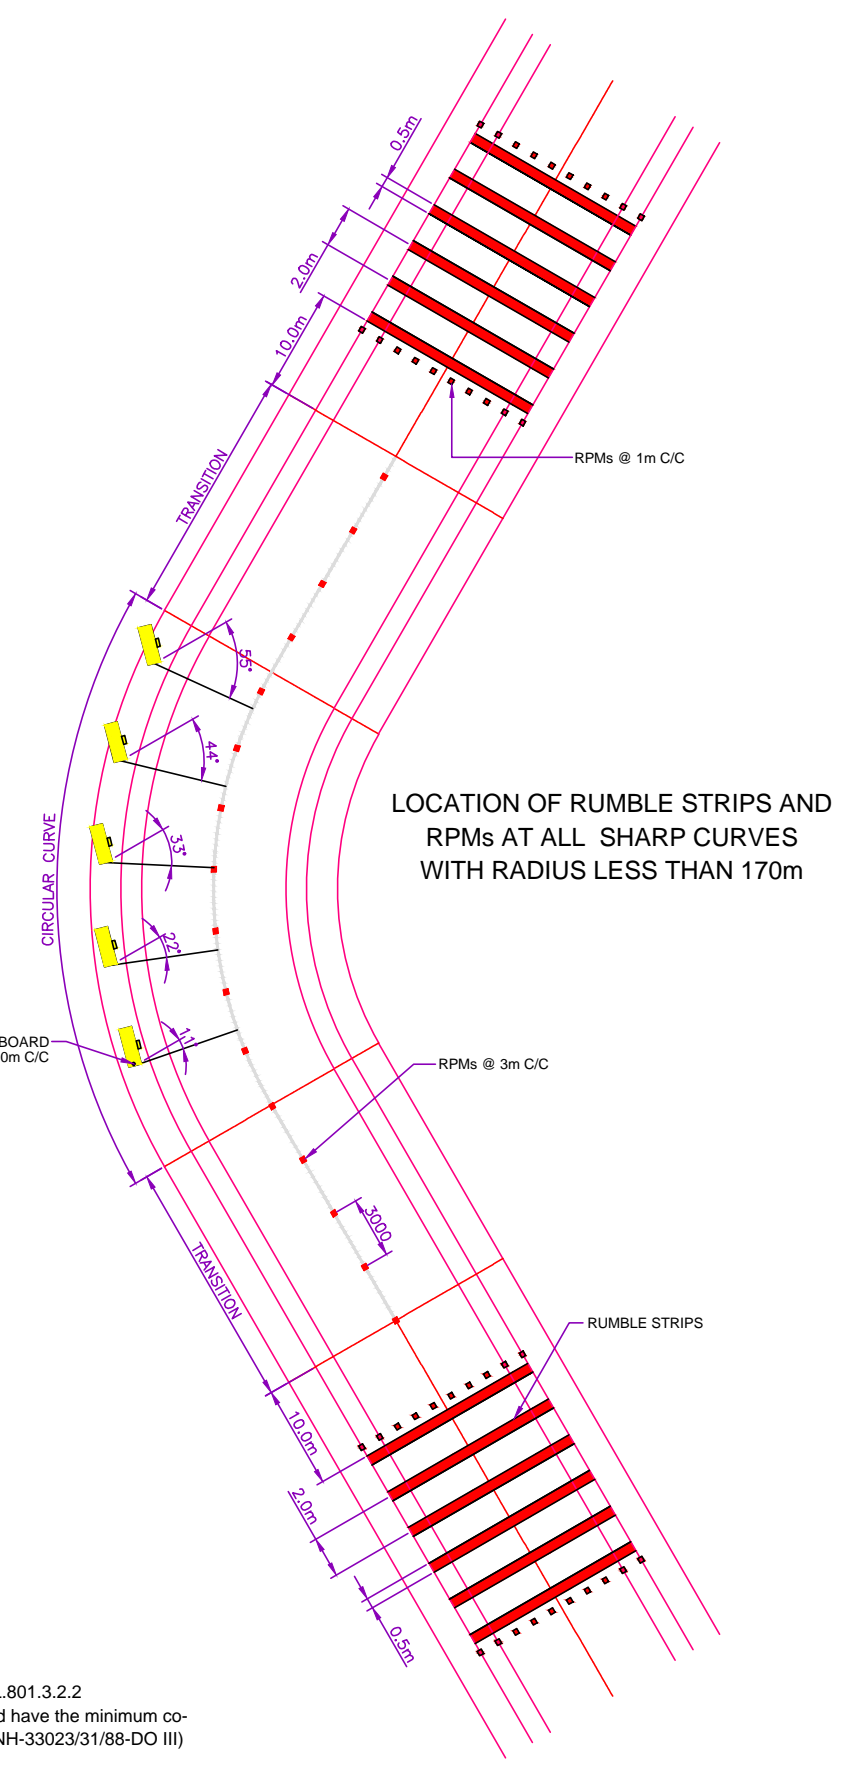 0.5m
2.0m
10.0m
RPMs @ 1m C/C
TRANSITION
55°
44°
LOCATION OF RUMBLE STRIPS AND
RPMs AT ALL SHARP CURVES
WITH RADIUS LESS THAN 170m
33°
CIRCULAR CURVE
22°
11°
BOARD
0m C/C
RPMs @ 3m C/C
3000
TRANSITION
RUMBLE STRIPS
10.0m
2.0m
0.5m
.801.3.2.2
d have the minimum co-
NH-33023/31/88-DO III)